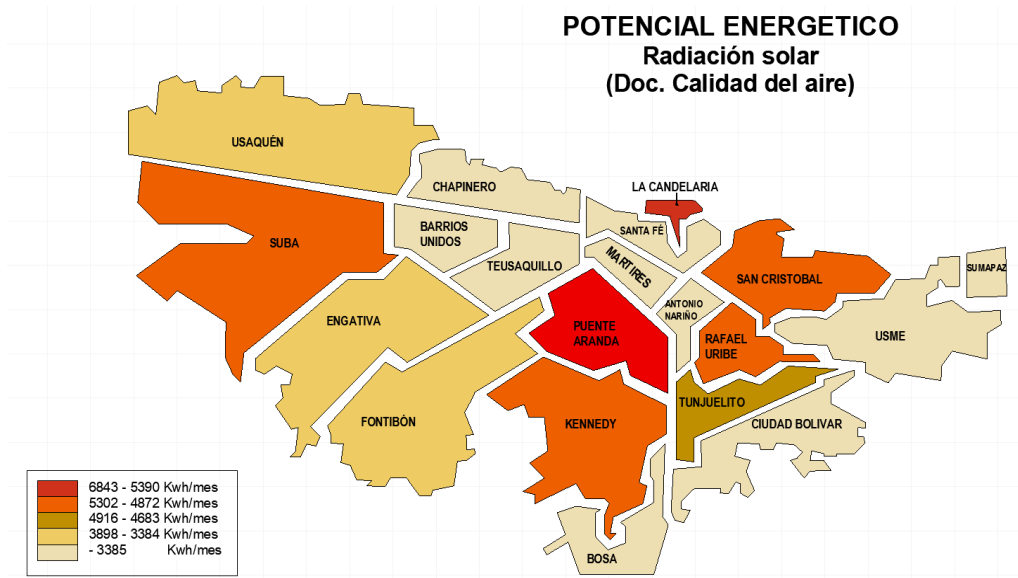 POTENCIAL ENERGETICO
Radiación solar
(Doc. Calidad del aire)
USAQUÉN
CHAPINERO
LA CANDELARIA
BARRIOS
UNIDOS
SANTA FÉ
SUBA
TEUSAQUILLO
MARTIRES
SAN CRISTOBAL
SUMAPAZ
ANTONIO
NARIÑO
ENGATIVA
PUENTE
ARANDA
RAFAEL
URIBE
USME
TUNJUELITO
FONTIBÓN
KENNEDY
CIUDAD BOLIVAR
BOSA
6843 - 5390 Kwh/mes
5302 - 4872 Kwh/mes
4916 - 4683 Kwh/mes
3898 - 3384 Kwh/mes
- 3385 Kwh/mes